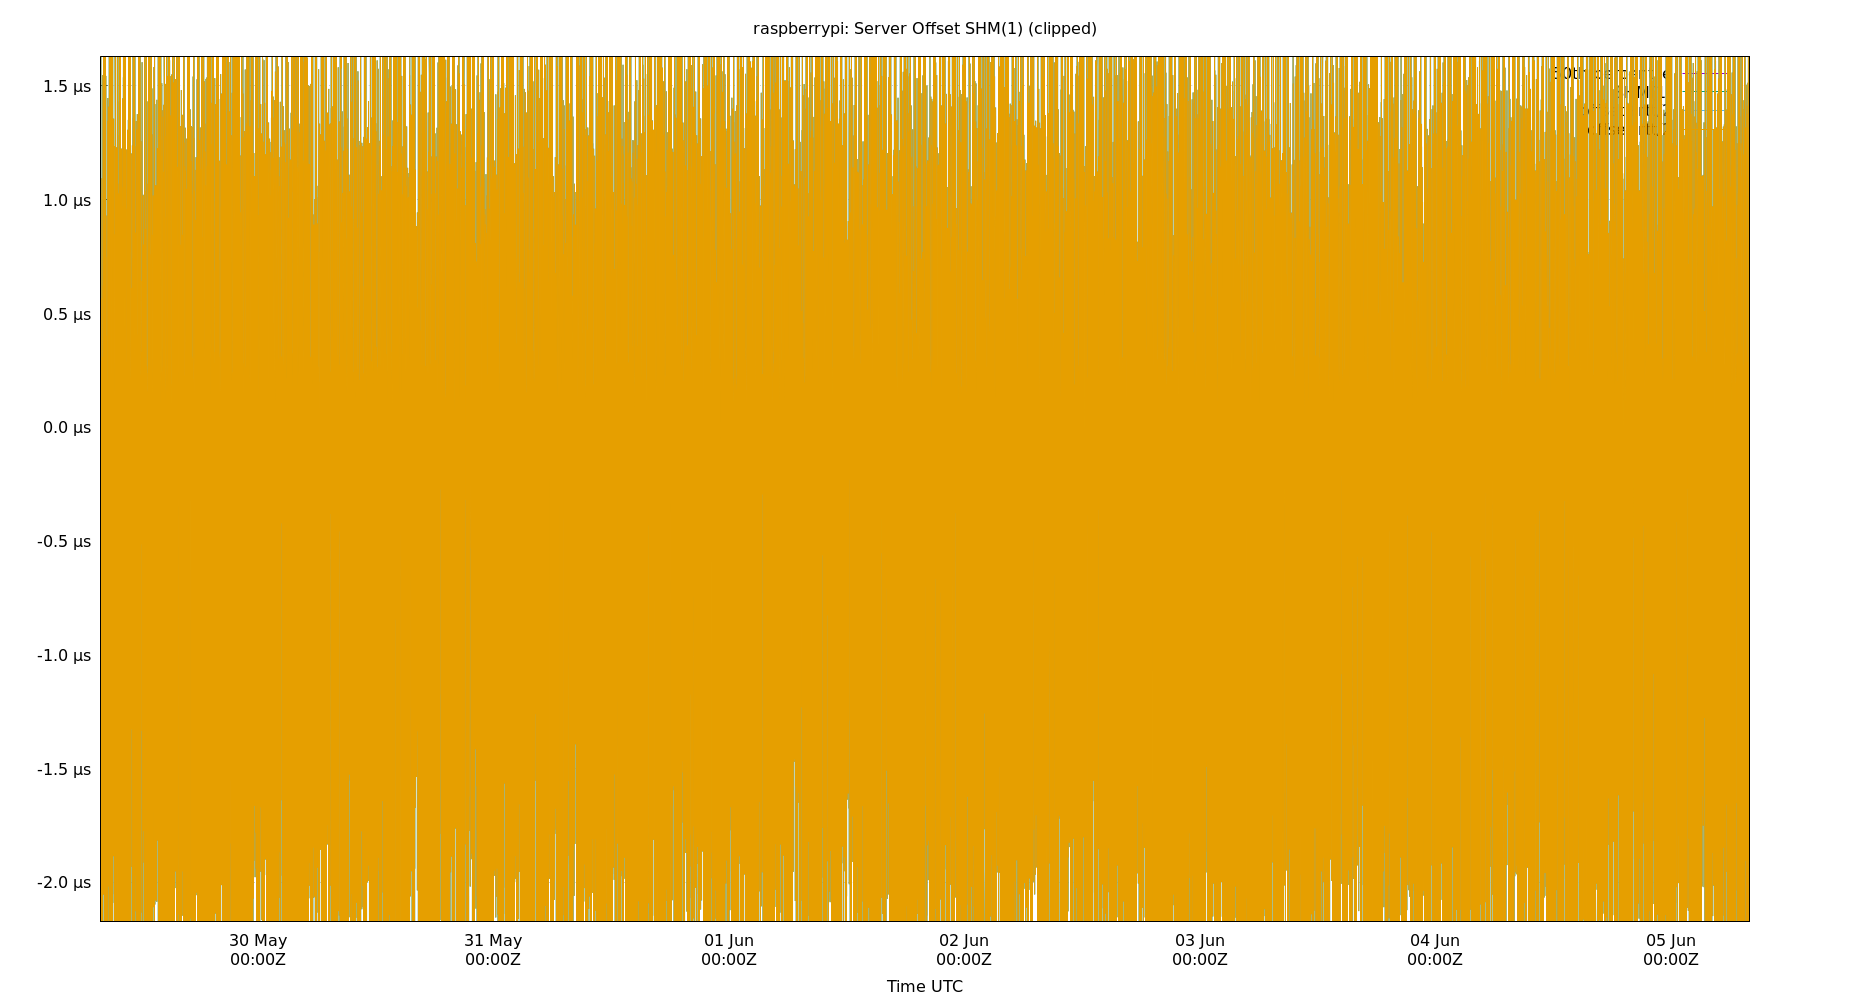 raspberrypi: Server Offset SHM(1) (clipped)
1.5 µs
1.0 µs
0.5 µs
0.0 µs
-0.5 µs
-1.0 µs
-1.5 µs
-2.0 µs
30 May 31 May 01 Jun 02 Jun 03 Jun 04 Jun 05 Jun
00:00Z 00:00Z 00:00Z 00:00Z 00:00Z 00:00Z 00:00Z
Time UTC